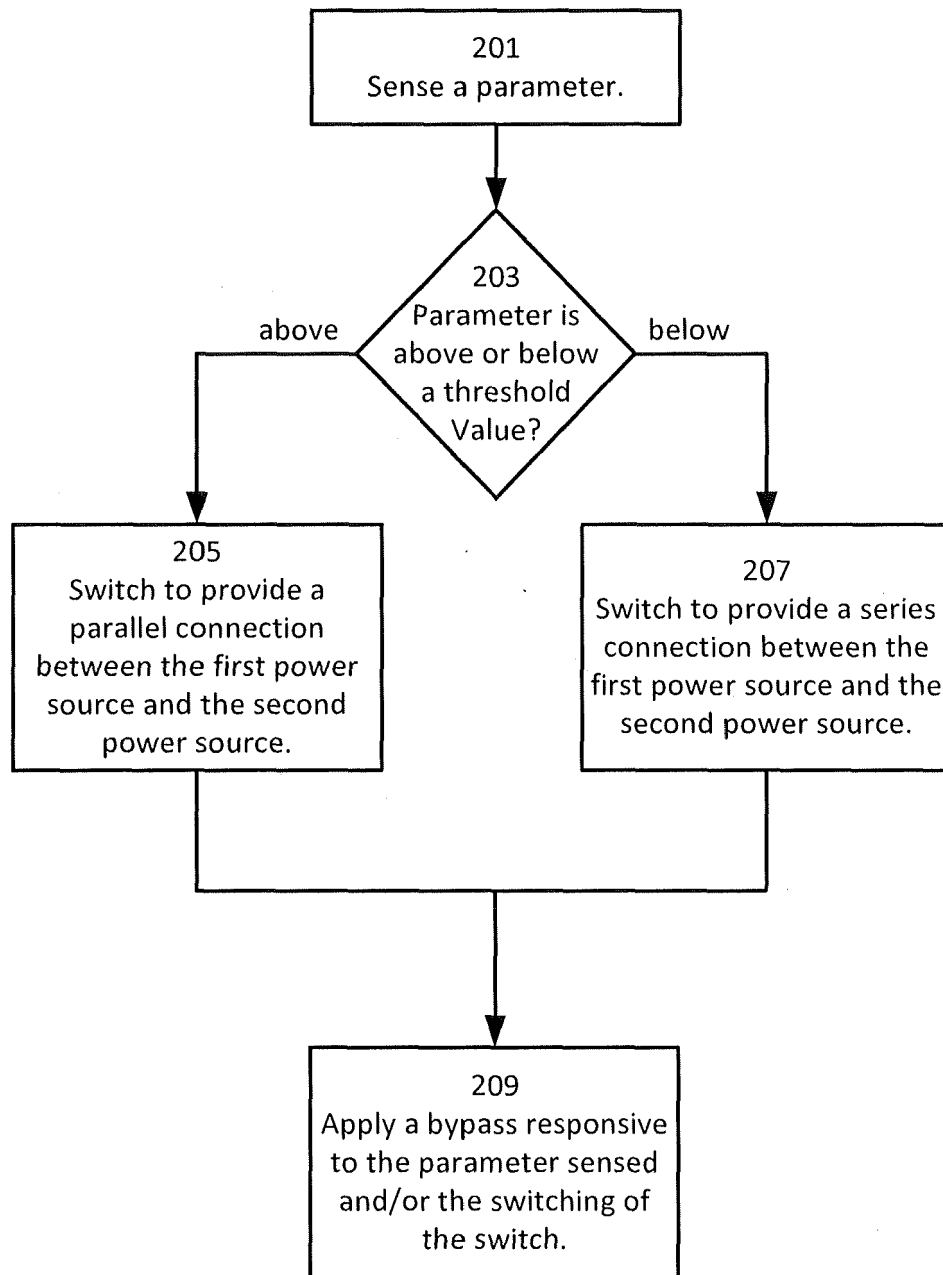 201
Sense a parameter.
203
Parameter is
above or below
a threshold
Value?
above
below
205
Switch to provide a
parallel connection
between the first power
source and the second
power source.
207
Switch to provide a series
connection between the
first power source and the
second power source.
209
Apply a bypass responsive
to the parameter sensed
and/or the switching of
the switch.